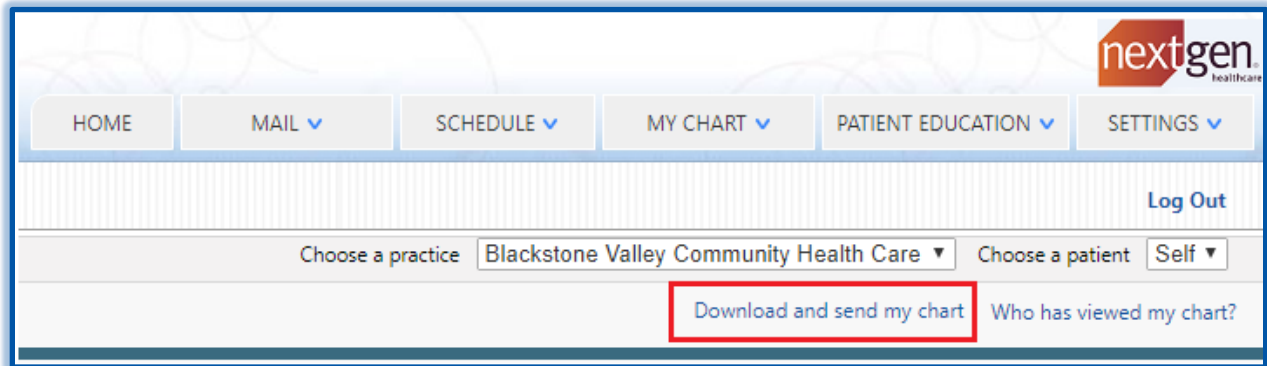 nextgen.
healthcare
HOME MAIL SCHEDULE MY CHART PATIENT EDUCATION SETTINGS
Log Out
Choose a practice Blackstone Valley Community Health Care Choose a patient Self
Download and send my chart Who has viewed my chart?